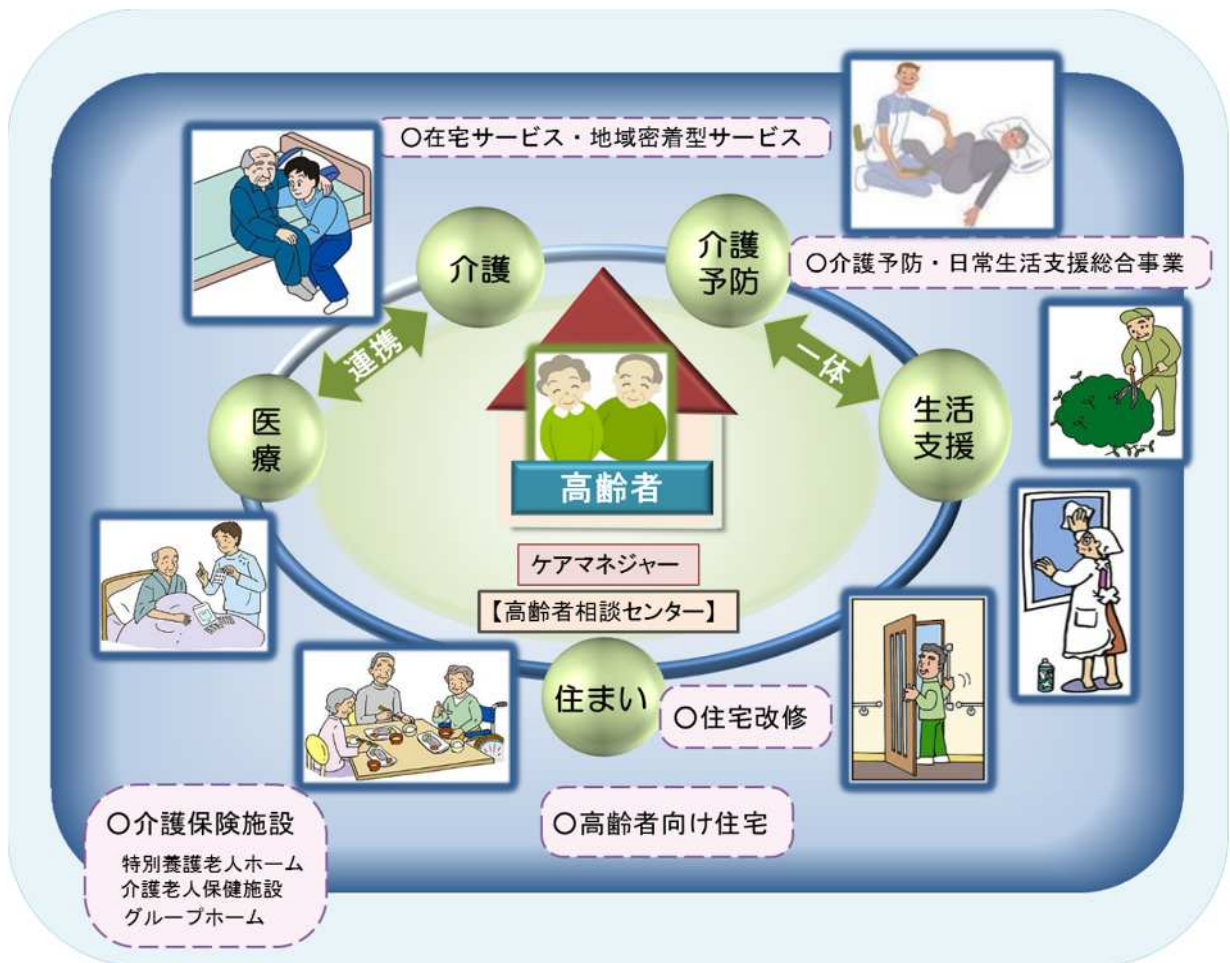 〇在宅サービス・地域密着型サービス
介護
介護
予防
〇介護予防・日常生活支援総合事業
連携
一体
医
療
生活
支援
高齢者
ケアマネジャー
【高齢者相談センター】
住まい
〇住宅改修
〇高齢者向け住宅
〇介護保険施設
特別養護老人ホーム
介護老人保健施設
グループホーム